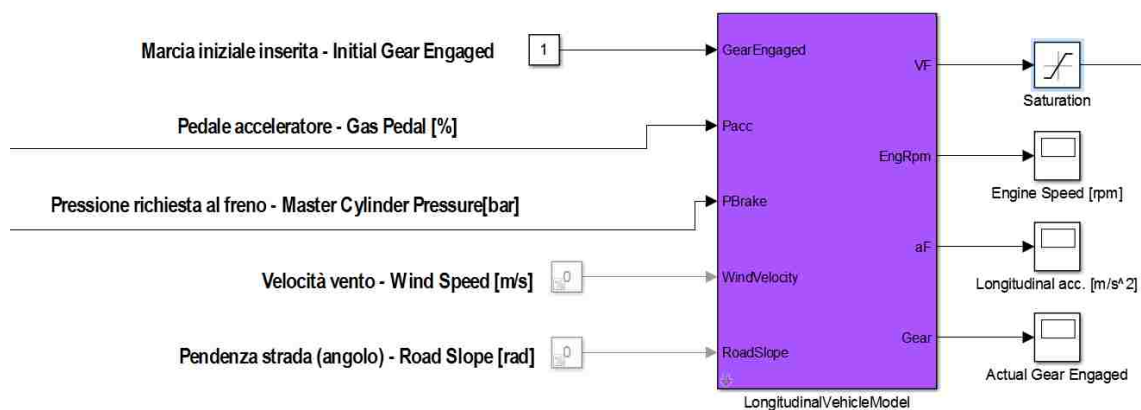 Marcia iniziale inserita - Initial Gear Engaged
1
GearEngaged
VF
Saturation
Pedale acceleratore - Gas Pedal [%]
Pacc
EngRpm
Engine Speed [rpm]
Pressione richiesta al freno - Master Cylinder Pressure[bar]
PBrake
aF
Longitudinal acc. [m/s^2]
Velocità vento - Wind Speed [m/s]
0
WindVelocity
Pendenza strada (angolo) - Road Slope [rad]
0
RoadSlope
Gear
Actual Gear Engaged
LongitudinalVehicleModel